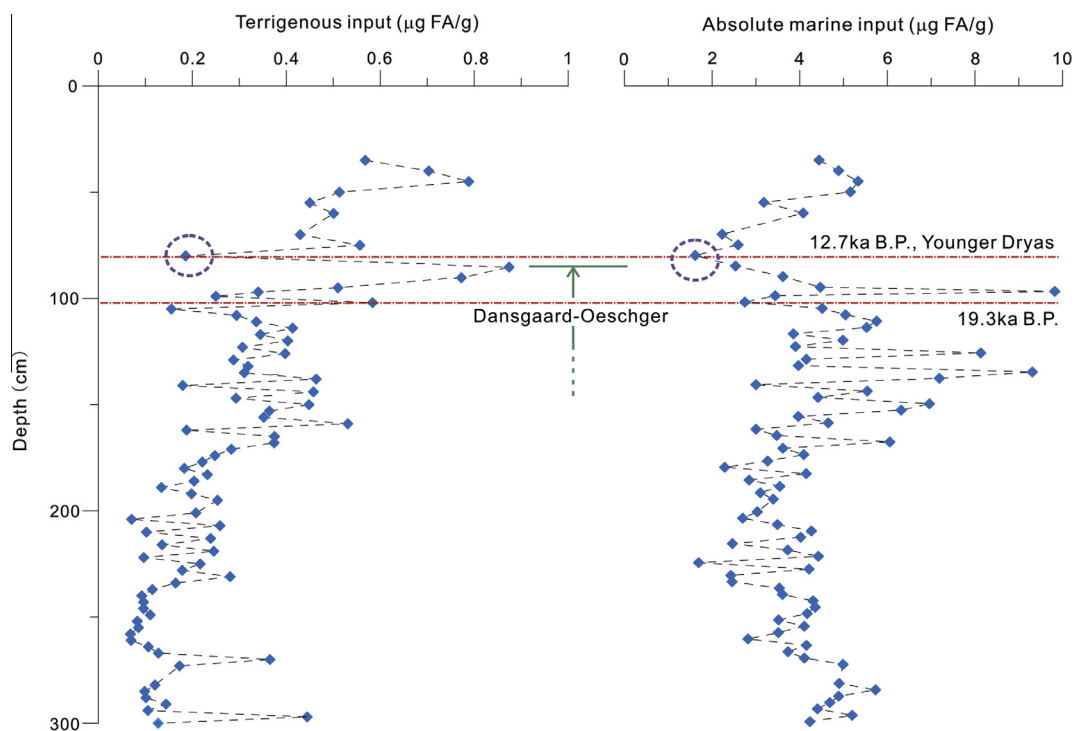 Terrigenous input (μg FA/g)
Absolute marine input (μg FA/g)
0 0.2 0.4 0.6 0.8 1
0 2 4 6 8 10
0
100
200
300
Depth (cm)
12.7ka B.P., Younger Dryas
Dansgaard-Oeschger
19.3ka B.P.